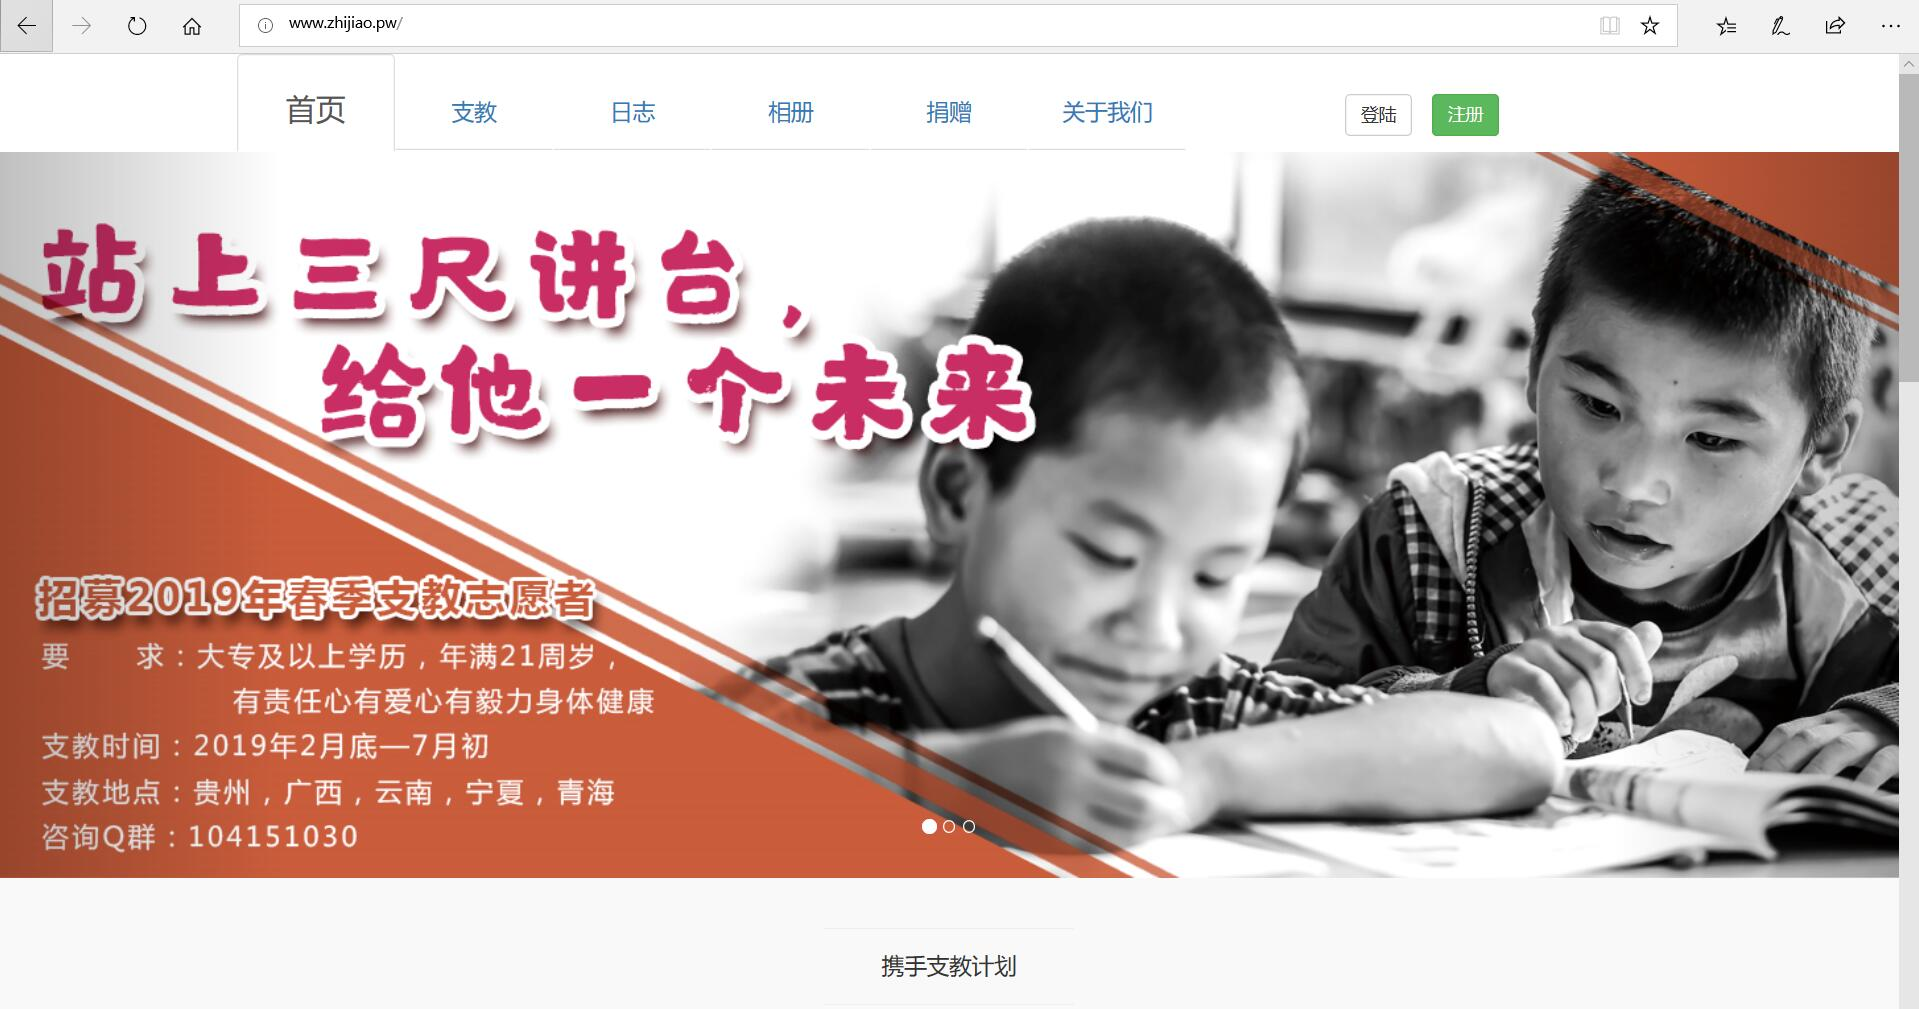 www.zhijiao.pw/
首页 支教 日志 相册 捐赠 关于我们 登陆 注册
站上三尺讲台，
给他一个未来
招募2019年春季支教志愿者
要 求：大专及以上学历，年满21周岁，
有责任心有爱心有毅力身体健康
支教时间：2019年2月底—7月初
支教地点：贵州，广西，云南，宁夏，青海
咨询Q群：104151030
携手支教计划